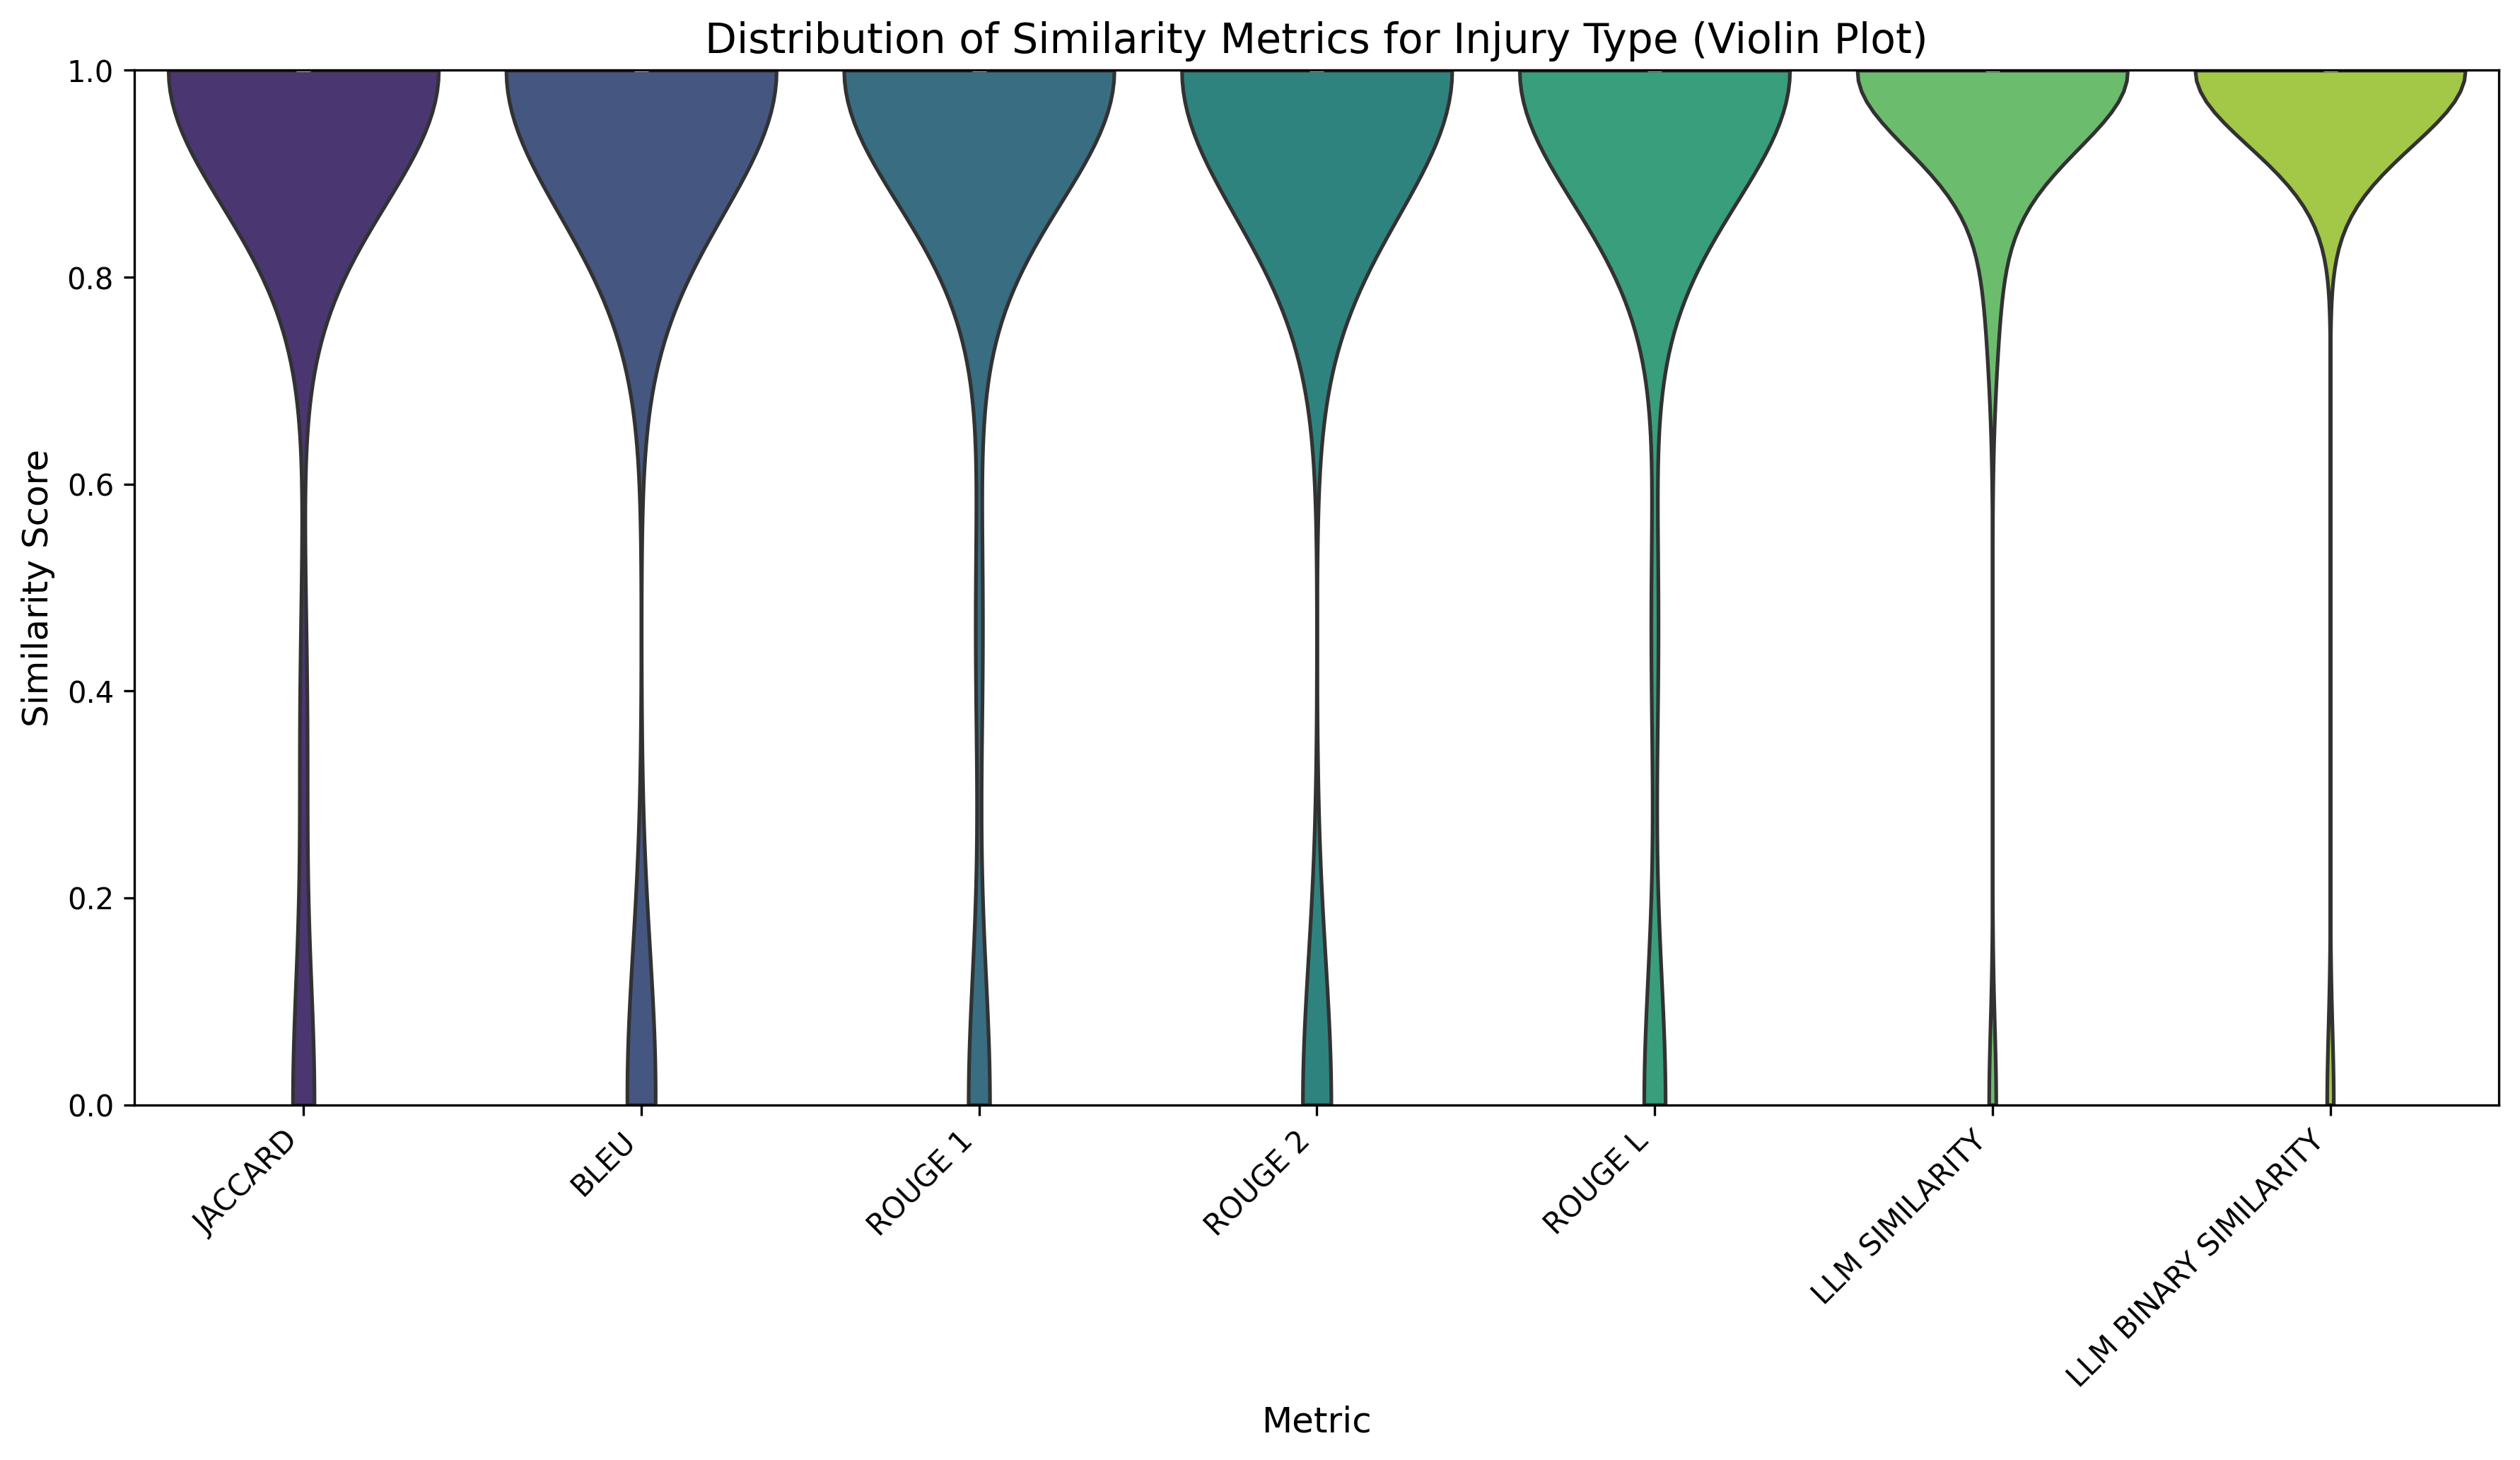 Distribution of Similarity Metrics for Injury Type (Violin Plot)
1.0
0.8
0.6
0.4
0.2
0.0
Similarity Score
JACCARD
BLEU
ROUGE 1
ROUGE 2
ROUGE L
LLM SIMILARITY
LLM BINARY SIMILARITY
Metric